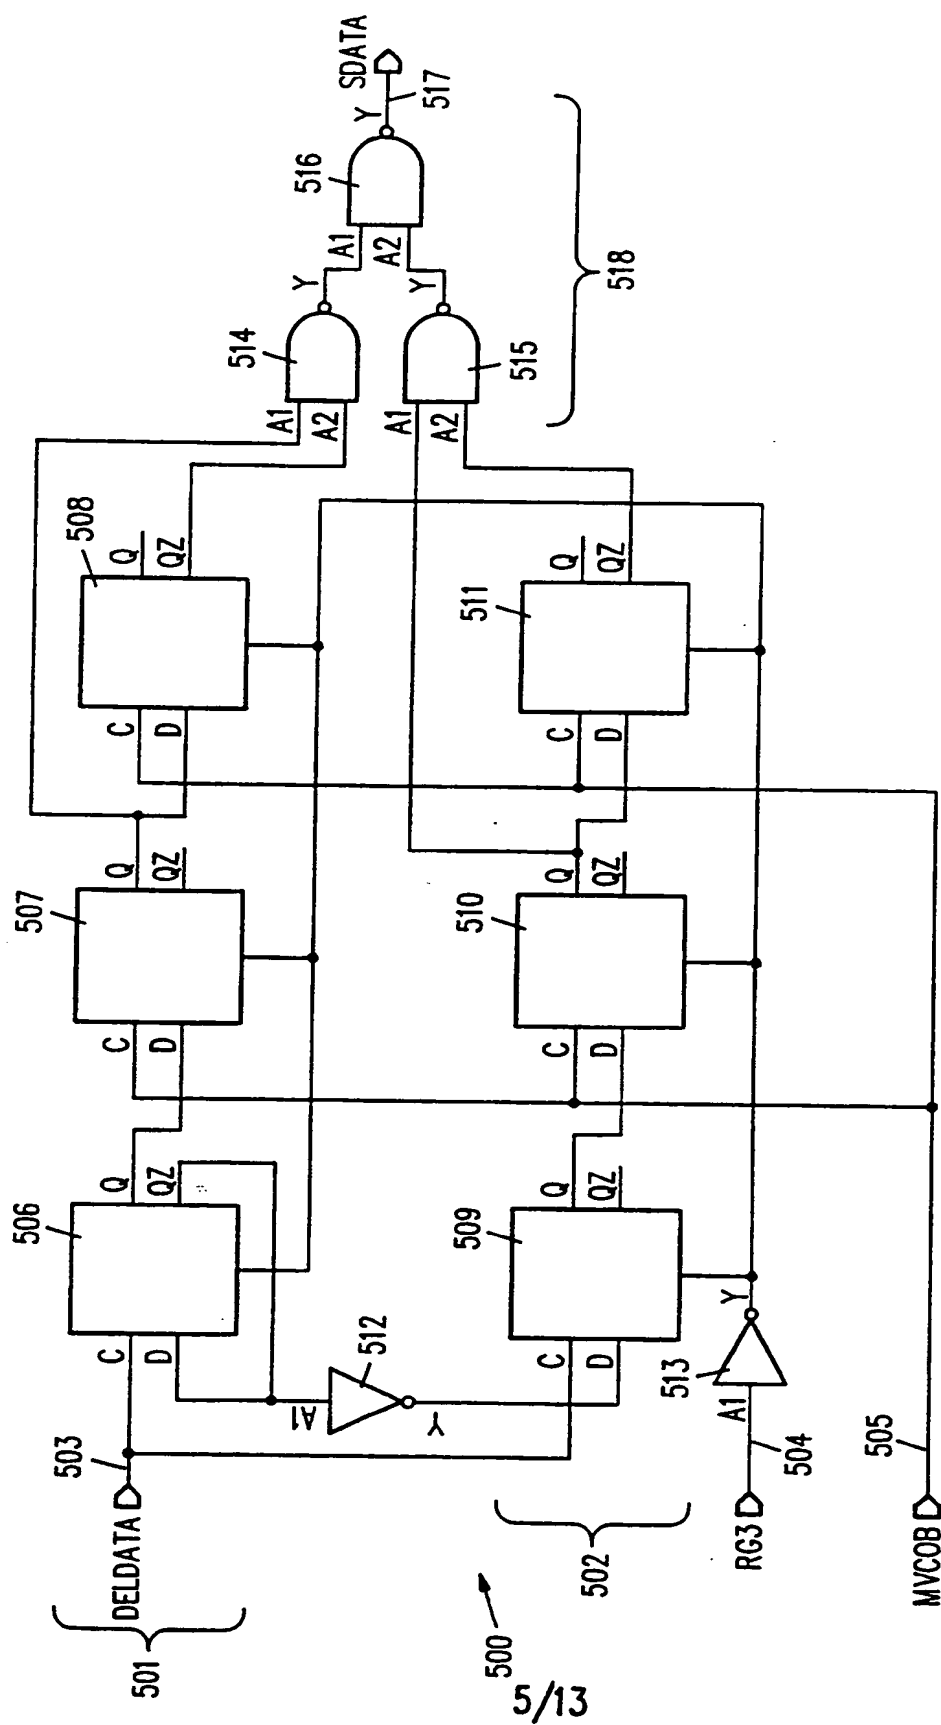 501
DELDATA
503
C
D
506
Q
QZ
A1
512
Y
C
D
507
Q
QZ
C
D
508
Q
QZ
A1
A2
514
Y
A1
A2
516
Y
SDATA
517
518
A1
A2
515
Y
502
C
D
509
Q
QZ
C
D
510
Q
QZ
C
D
511
Q
QZ
RG3
504
A1
513
Y
MVCOB
505
500
5/13